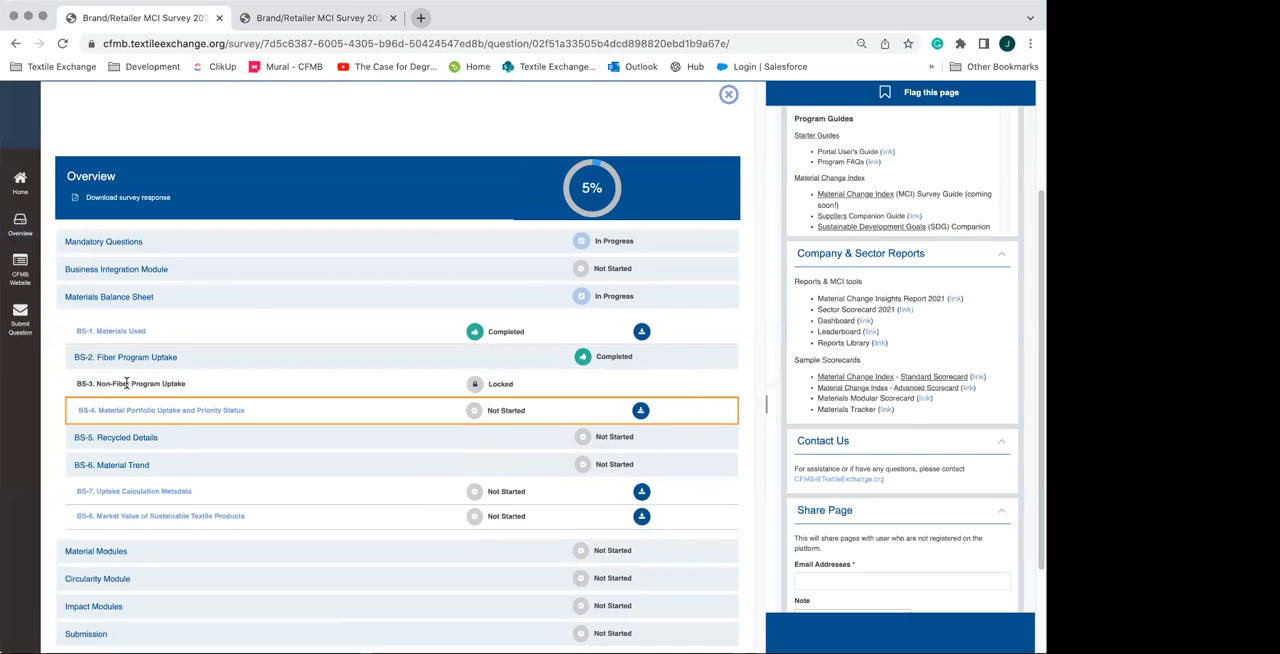 Brand/Retailer MCI Survey 202
Brand/Retailer MCI Survey 202
cfmb.textileexchange.org/survey/7d5c6387-6005-4305-b96d-50424547ed8b/question/02f51a33505b4dcd898820ebd1b9a67e/
J
Textile Exchange
Development
ClikUp
Mural - CFMB
The Case for Degr...
Home
Textile Exchange...
Outlook
Hub
Login | Salesforce
»
Other Bookmarks
Home
Overview
CFMB
Website
Submit
Question
Overview
Download survey response
5%
Mandatory Questions
In Progress
Business Integration Module
Not Started
Materials Balance Sheet
In Progress
BS-1. Materials Used
Completed
BS-2. Fiber Program Uptake
Completed
BS-3. Non-Fiber Program Uptake
Locked
BS-4. Material Portfolio Uptake and Priority Status
Not Started
BS-5. Recycled Details
Not Started
BS-6. Material Trend
Not Started
BS-7. Uptake Calculation Metadata
Not Started
BS-8. Market Value of Sustainable Textile Products
Not Started
Material Modules
Not Started
Circularity Module
Not Started
Impact Modules
Not Started
Submission
Not Started
Flag this page
Program Guides
Starter Guides
• Portal User's Guide (link)
• Program FAQs (link)
Material Change Index
• Material Change Index (MCI) Survey Guide (coming
soon!)
• Suppliers Companion Guide (link)
• Sustainable Development Goals (SDG) Companion
Company & Sector Reports
Reports & MCI tools
• Material Change Insights Report 2021 (link)
• Sector Scorecard 2021 (link)
• Dashboard (link)
• Leaderboard (link)
• Reports Library (link)
Sample Scorecards
• Material Change Index - Standard Scorecard (link)
• Material Change Index - Advanced Scorecard (link)
• Materials Modular Scorecard (link)
• Materials Tracker (link)
Contact Us
For assistance or if have any questions, please contact
CFMB@TextileExchange.org
Share Page
This will share pages with user who are not registered on the
platform.
Email Addresses *
Note